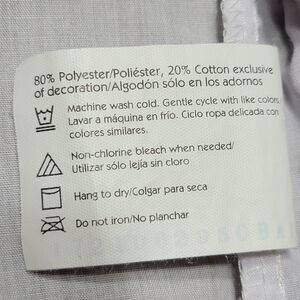 80% Polyester/Poliéster, 20% Cotton exclusive
of decoration/Algodón sólo en los adornos
Machine wash cold. Gentle cycle with like colors
Lavar a máquina en frío. Ciclo ropa delicada con
colores similares.
Non-chlorine bleach when needed/
Utilizar sólo lejía sin cloro
Hang to dry/Colgar para seca
Do not iron/No planchar